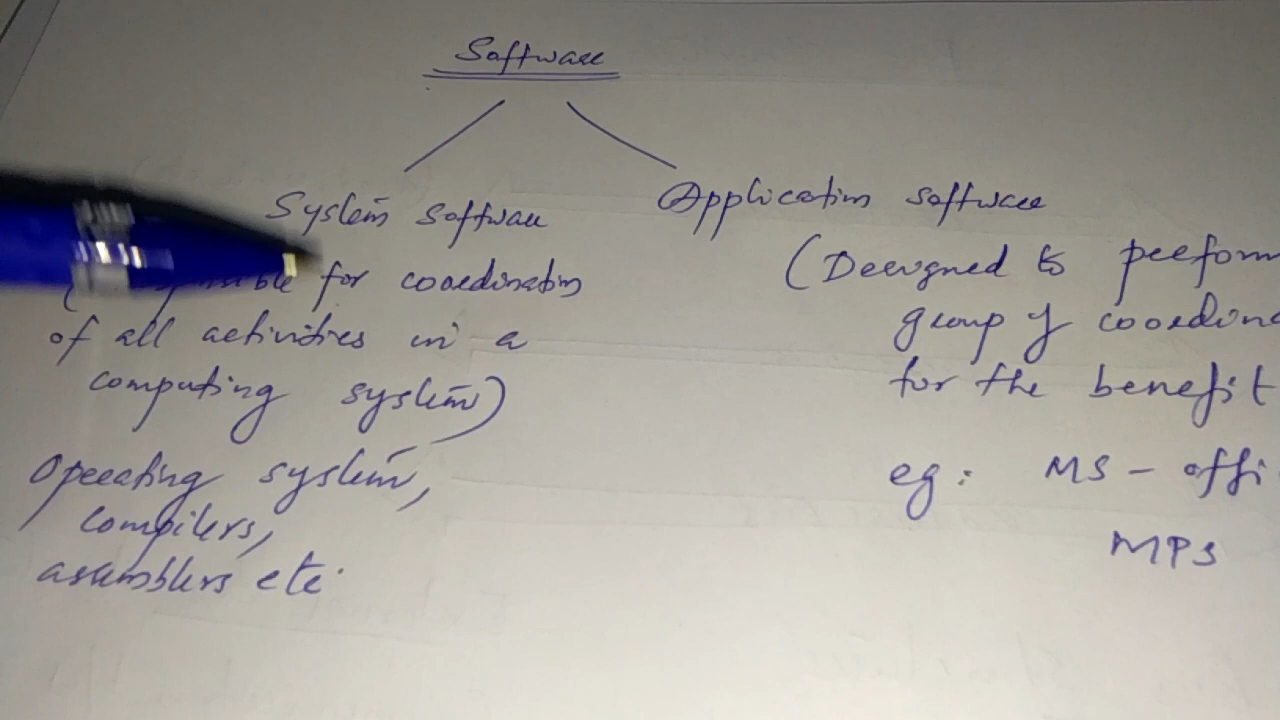 Software
System software
for coordination
of all activities in a
computing system)
Operating system,
compilers,
assemblers etc.
Application software
(Designed to perform
group of coordin
for the benefit
eg: MS - offi
MPS